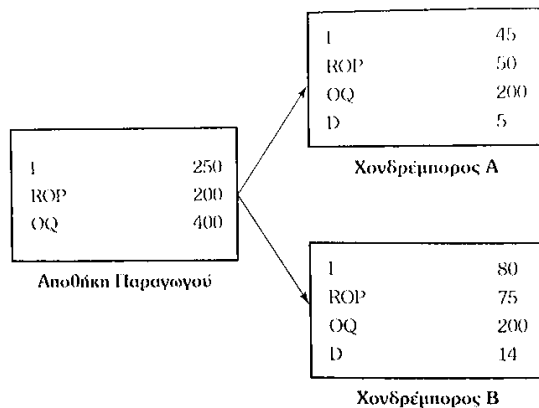 I 45
ROP 50
OQ 200
D 5
Χονδρέμπορος Α
I 250
ROP 200
OQ 400
Αποθήκη Παραγωγού
I 80
ROP 75
OQ 200
D 14
Χονδρέμπορος Β